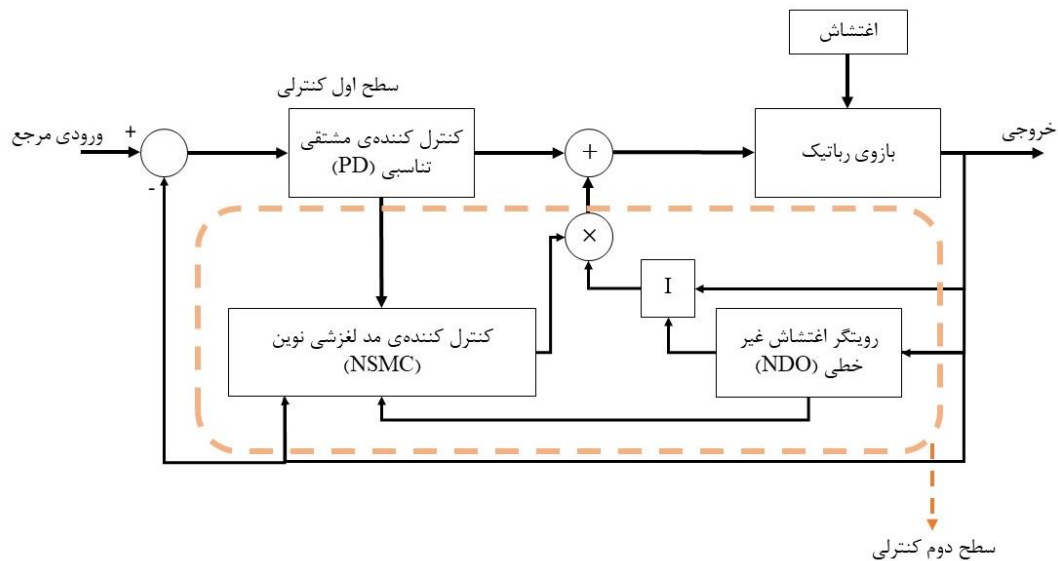 اغتشاش
سطح اول کنترلی
ورودی مرجع
+
-
کنترل کننده‌ی مشتقی
تناسبی (PD)
+
بازوی رباتیک
خروجی
×
I
کنترل کننده‌ی مد لغزشی نوین
(NSMC)
رویتگر اغتشاش غیر
خطی (NDO)
سطح دوم کنترلی